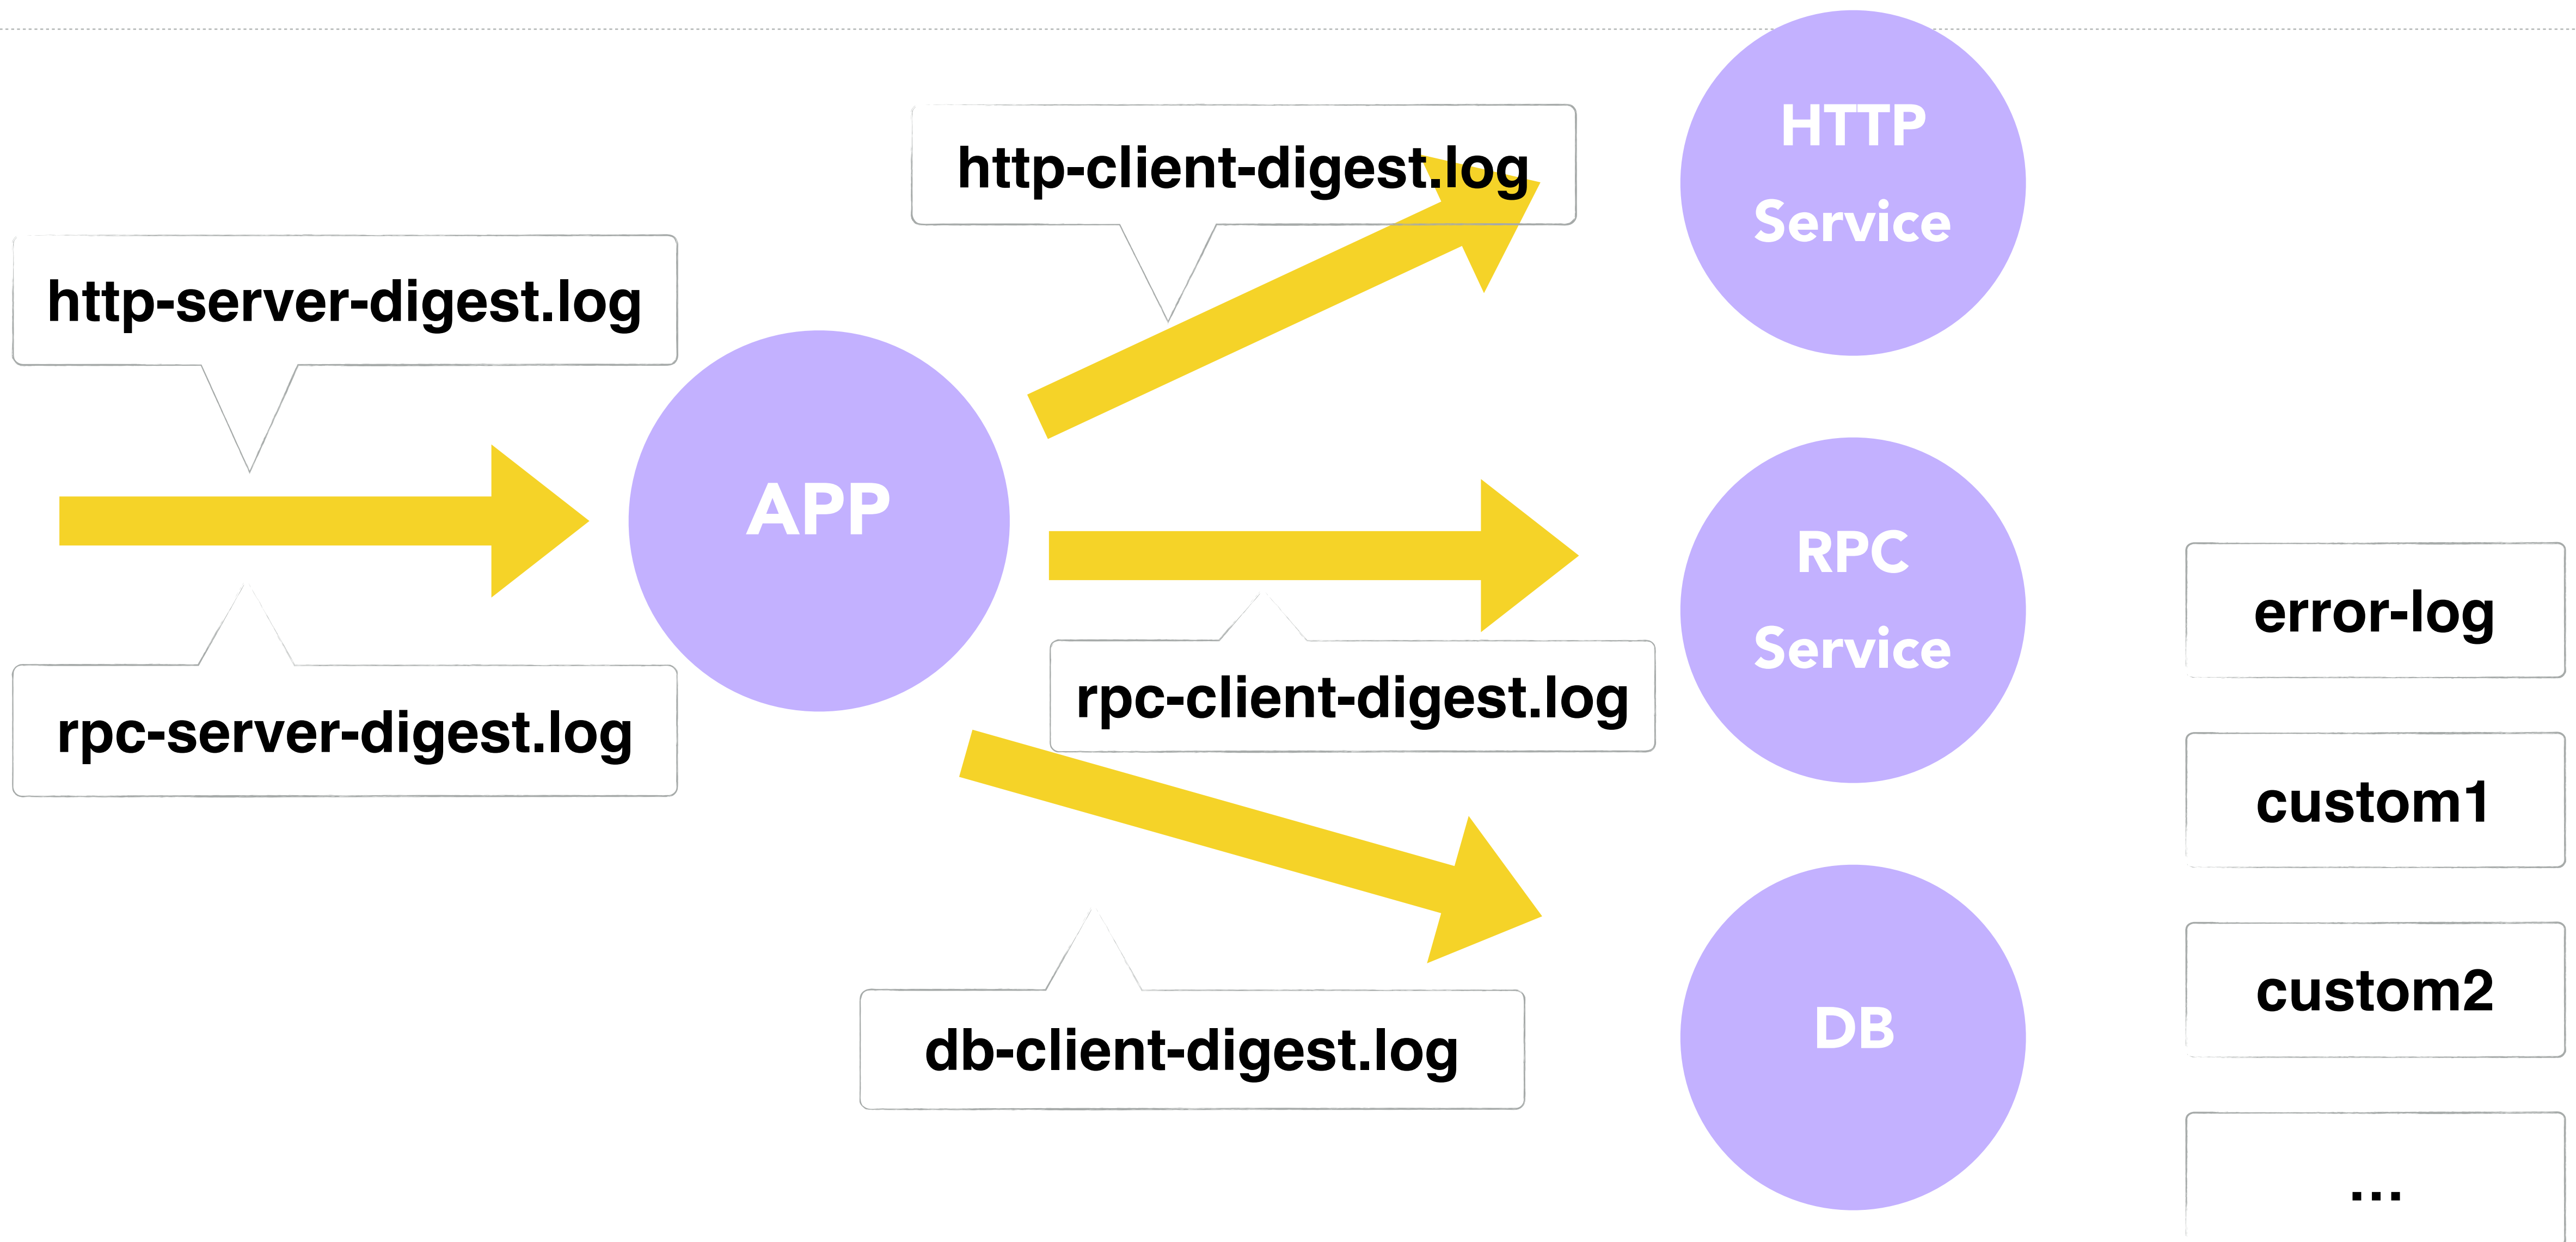 http-server-digest.log
rpc-server-digest.log
APP
http-client-digest.log
rpc-client-digest.log
db-client-digest.log
HTTP
Service
RPC
Service
DB
error-log
custom1
custom2
...